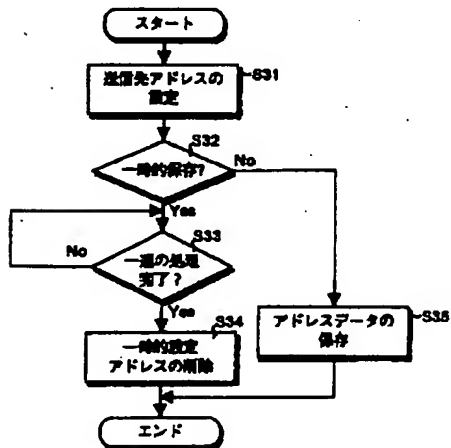 スタート
送信先アドレスの
設定
S31
S32
一時的保存?
No
Yes
S33
No
一連の処理
完了?
Yes
S34
一時的設定
アドレスの削除
アドレスデータの
保存
S35
エンド